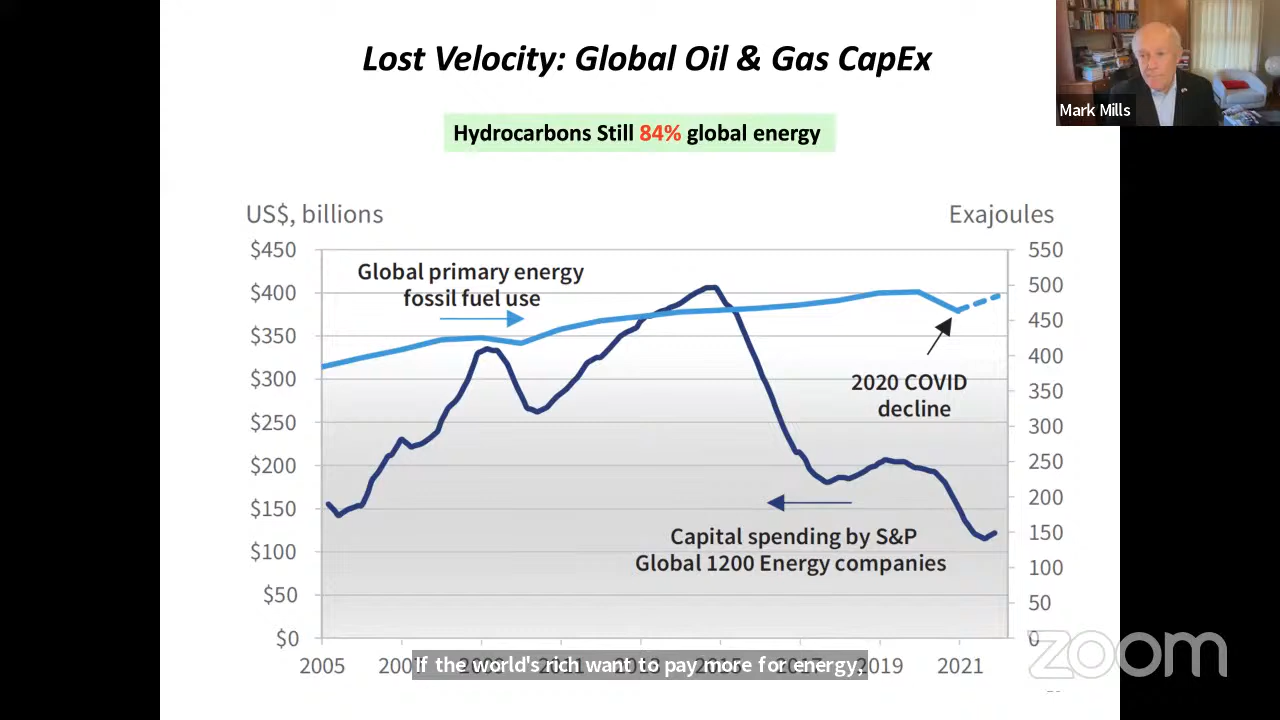 Lost Velocity: Global Oil & Gas CapEx
Mark Mills
Hydrocarbons Still 84% global energy
US$, billions
Exajoules
$450
$400
$350
$300
$250
$200
$150
$100
$50
$0
550
500
450
400
350
300
250
200
150
100
50
0
Global primary energy
fossil fuel use
2020 COVID
decline
Capital spending by S&P
Global 1200 Energy companies
2005 2019 2021
If the world's rich want to pay more for energy,
zoom